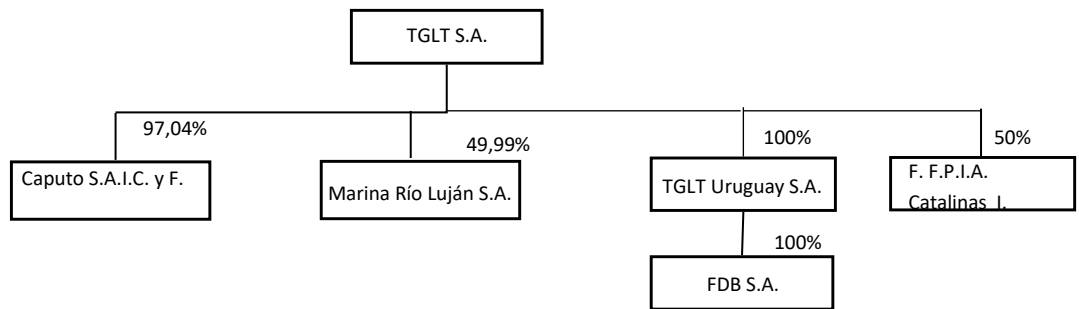 TGLT S.A.
97,04%
49,99%
100%
50%
Caputo S.A.I.C. y F.
Marina Río Luján S.A.
TGLT Uruguay S.A.
F. F.P.I.A.
Catalinas I.
100%
FDB S.A.